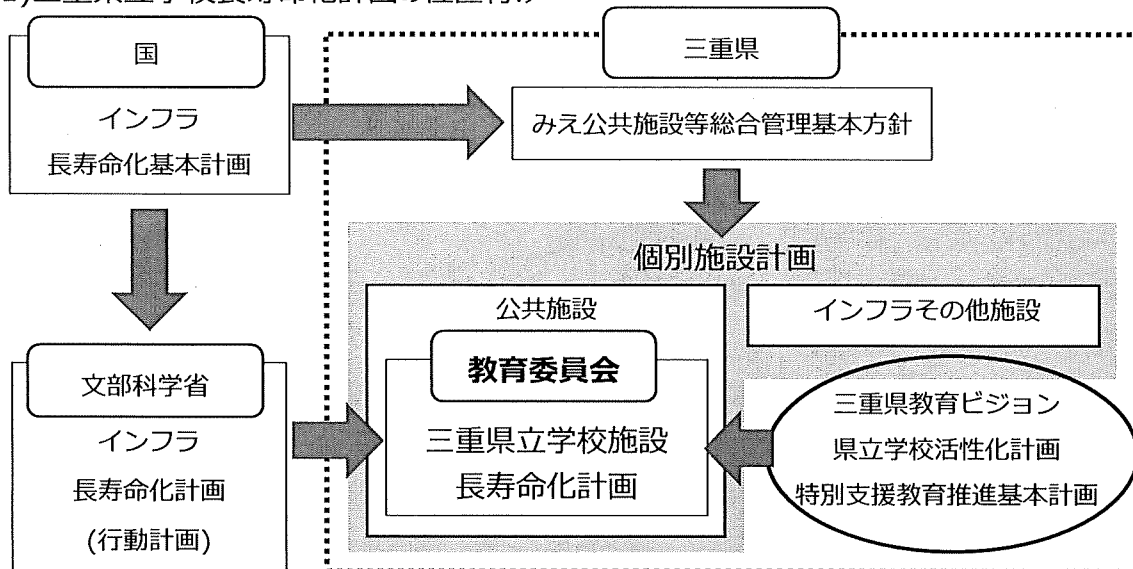 国
インフラ
長寿命化基本計画
三重県
みえ公共施設等総合管理基本方針
個別施設計画
公共施設
インフラその他施設
教育委員会
三重県立学校施設
長寿命化計画
文部科学省
インフラ
長寿命化計画
(行動計画)
三重県教育ビジョン
県立学校活性化計画
特別支援教育推進基本計画